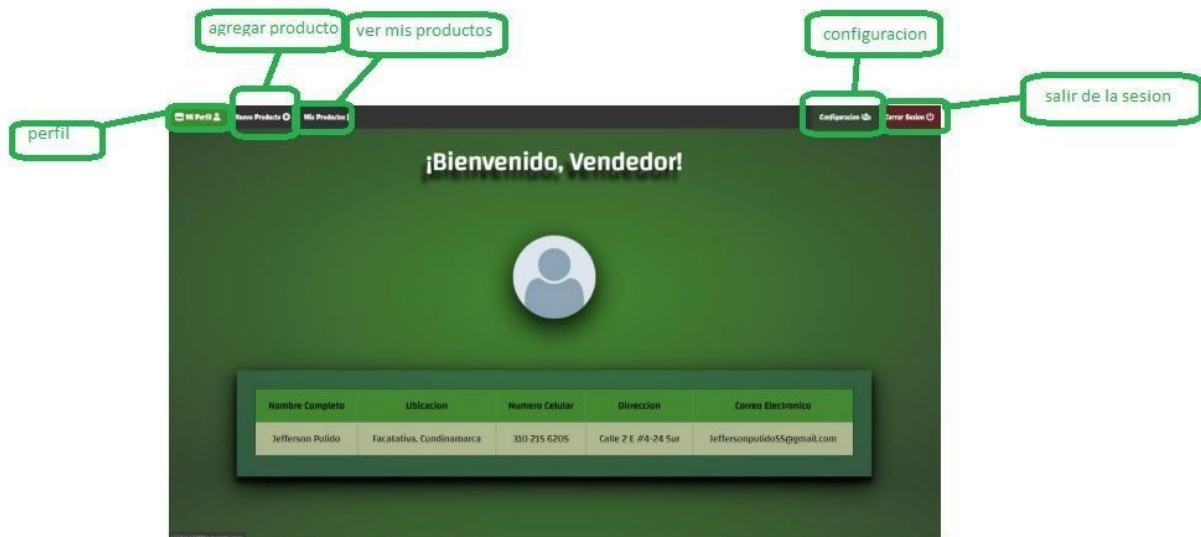 agregar producto
ver mis productos
configuracion
salir de la sesion
perfil
Mi Perfil
Nuevo Producto
Mis Productos
Configuracion
Cerrar Sesion
¡Bienvenido, Vendedor!
Nombre Completo Ubicacion Numero Celular Dirreccion Correo Electronico
Jefferson Pulido Facatativa, Cundinamarca 310 215 6205 Calle 2 E #4-24 Sur Jeffersonpulido55@gmail.com